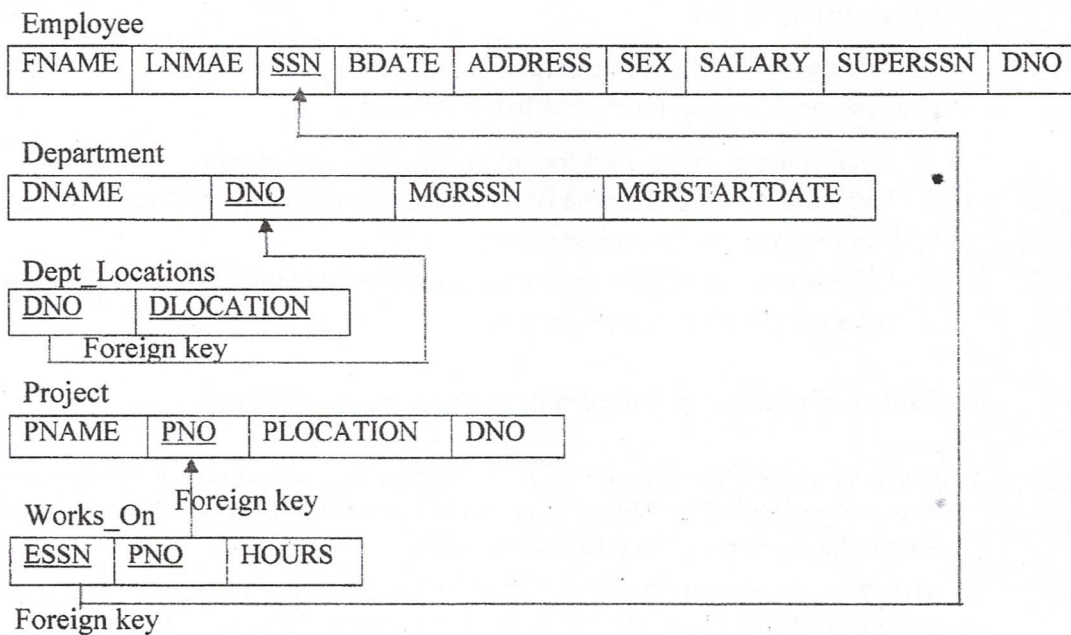 Employee
FNAME LNMAE SSN BDATE ADDRESS SEX SALARY SUPERSSN DNO
Department
DNAME DNO MGRSSN MGRSTARTDATE
Dept_Locations
DNO DLOCATION
Foreign key
Project
PNAME PNO PLOCATION DNO
Foreign key
Works_On
ESSN PNO HOURS
Foreign key